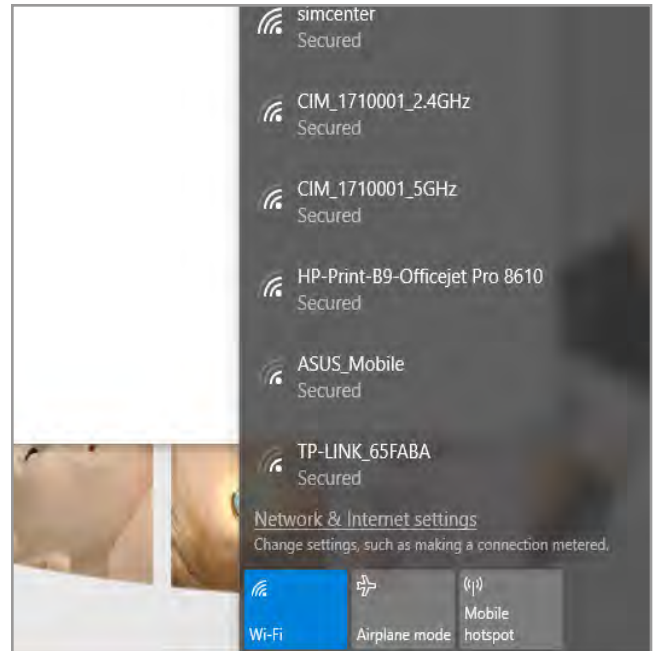 simcenter
Secured
CIM_1710001_2.4GHz
Secured
CIM_1710001_5GHz
Secured
HP-Print-B9-Officejet Pro 8610
Secured
ASUS_Mobile
Secured
TP-LINK_65FABA
Secured
Network & Internet settings
Change settings, such as making a connection metered.
Wi-Fi
Airplane mode
Mobile
hotspot